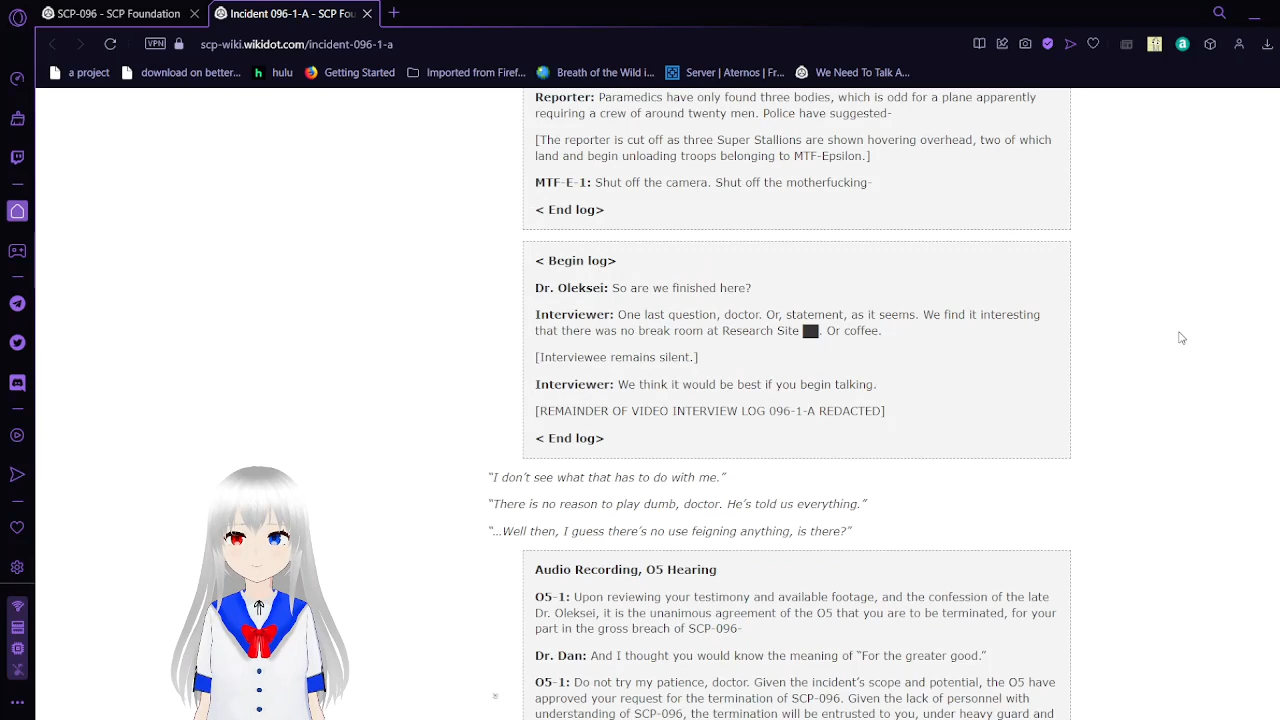 SCP-096 - SCP Foundation
Incident 096-1-A - SCP Fou
scp-wiki.wikidot.com/incident-096-1-a
VPN
a project
download on better...
hulu
Getting Started
Imported from Firef...
Breath of the Wild i...
Server | Aternos | Fr...
We Need To Talk A...
Reporter: Paramedics have only found three bodies, which is odd for a plane apparently
requiring a crew of around twenty men. Police have suggested-
[The reporter is cut off as three Super Stallions are shown hovering overhead, two of which
land and begin unloading troops belonging to MTF-Epsilon.]
MTF-E-1: Shut off the camera. Shut off the motherfucking-
< End log>
< Begin log>
Dr. Oleksei: So are we finished here?
Interviewer: One last question, doctor. Or, statement, as it seems. We find it interesting
that there was no break room at Research Site ██. Or coffee.
[Interviewee remains silent.]
Interviewer: We think it would be best if you begin talking.
[REMAINDER OF VIDEO INTERVIEW LOG 096-1-A REDACTED]
< End log>
“I don’t see what that has to do with me.”
“There is no reason to play dumb, doctor. He’s told us everything.”
“…Well then, I guess there’s no use feigning anything, is there?”
Audio Recording, O5 Hearing
O5-1: Upon reviewing your testimony and available footage, and the confession of the late
Dr. Oleksei, it is the unanimous agreement of the O5 that you are to be terminated, for your
part in the gross breach of SCP-096-
Dr. Dan: And I thought you would know the meaning of “For the greater good.”
O5-1: Do not try my patience, doctor. Given the incident’s scope and potential, the O5 have
approved your request for the termination of SCP-096. Given the lack of personnel with
understanding of SCP-096, the termination will be entrusted to you, under heavy guard and